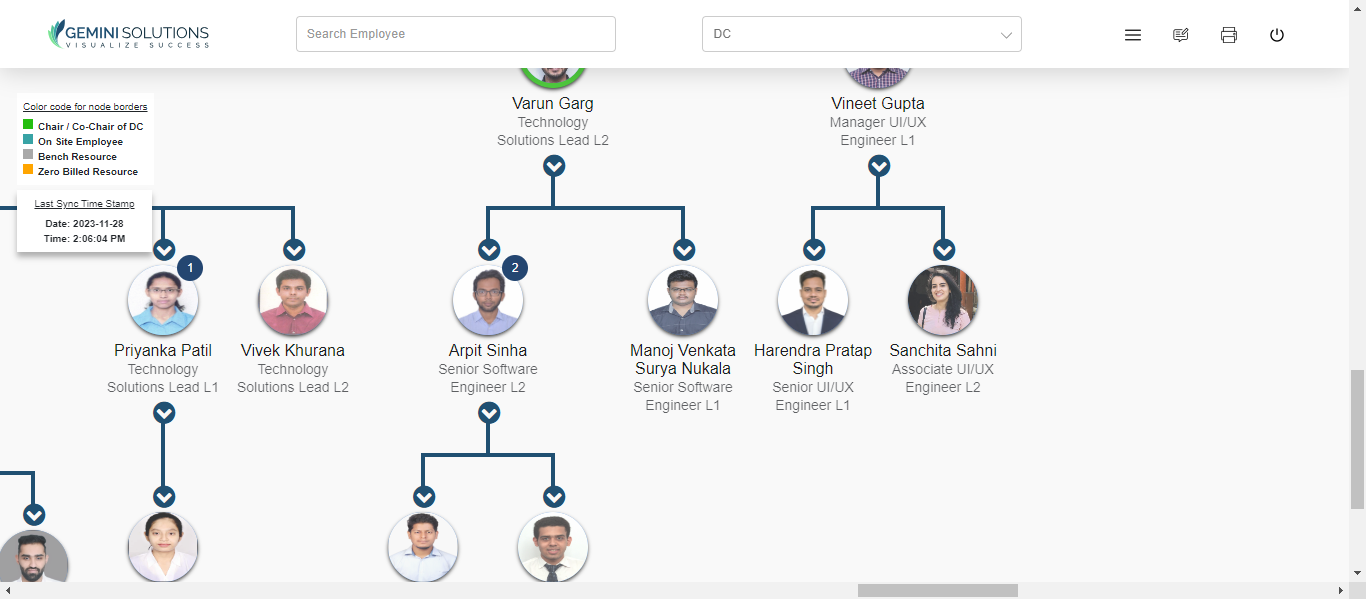 GEMINI SOLUTIONS
VISUALIZE SUCCESS
Search Employee
DC
Color code for node borders
Chair / Co-Chair of DC
On Site Employee
Bench Resource
Zero Billed Resource
Last Sync Time Stamp
Date: 2023-11-28
Time: 2:06:04 PM
Varun Garg
Technology
Solutions Lead L2
Vineet Gupta
Manager UI/UX
Engineer L1
1
Priyanka Patil
Technology
Solutions Lead L1
Vivek Khurana
Technology
Solutions Lead L2
2
Arpit Sinha
Senior Software
Engineer L2
Manoj Venkata
Surya Nukala
Senior Software
Engineer L1
Harendra Pratap
Singh
Senior UI/UX
Engineer L1
Sanchita Sahni
Associate UI/UX
Engineer L2